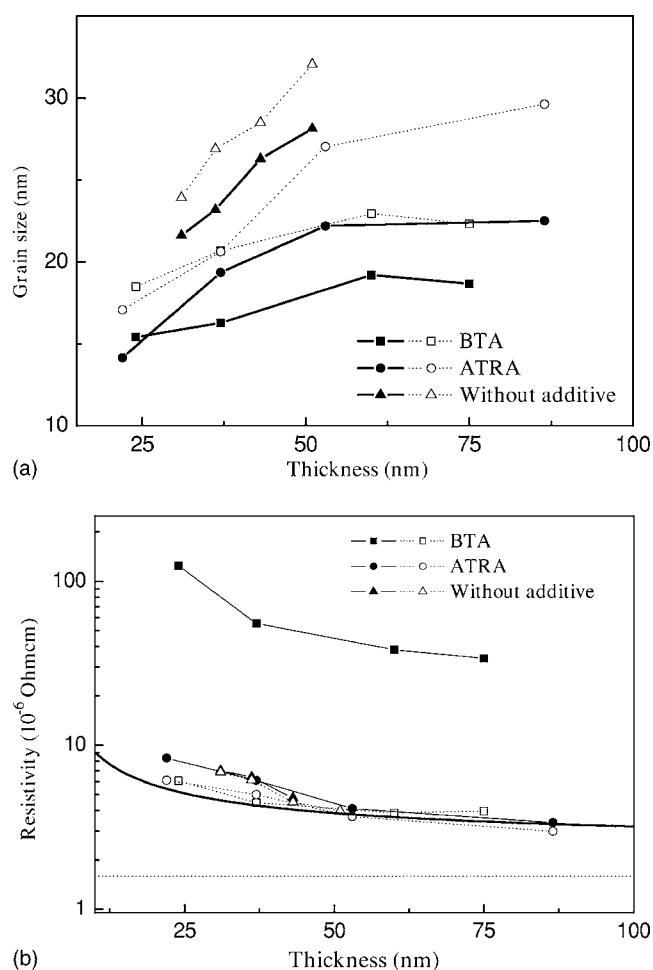 30
20
10
Grain size (nm)
BTA
ATRA
Without additive
25
50
75
100
Thickness (nm)
(a)
100
10
1
Resistivity (10⁻⁶ Ohmcm)
BTA
ATRA
Without additive
25
50
75
100
Thickness (nm)
(b)